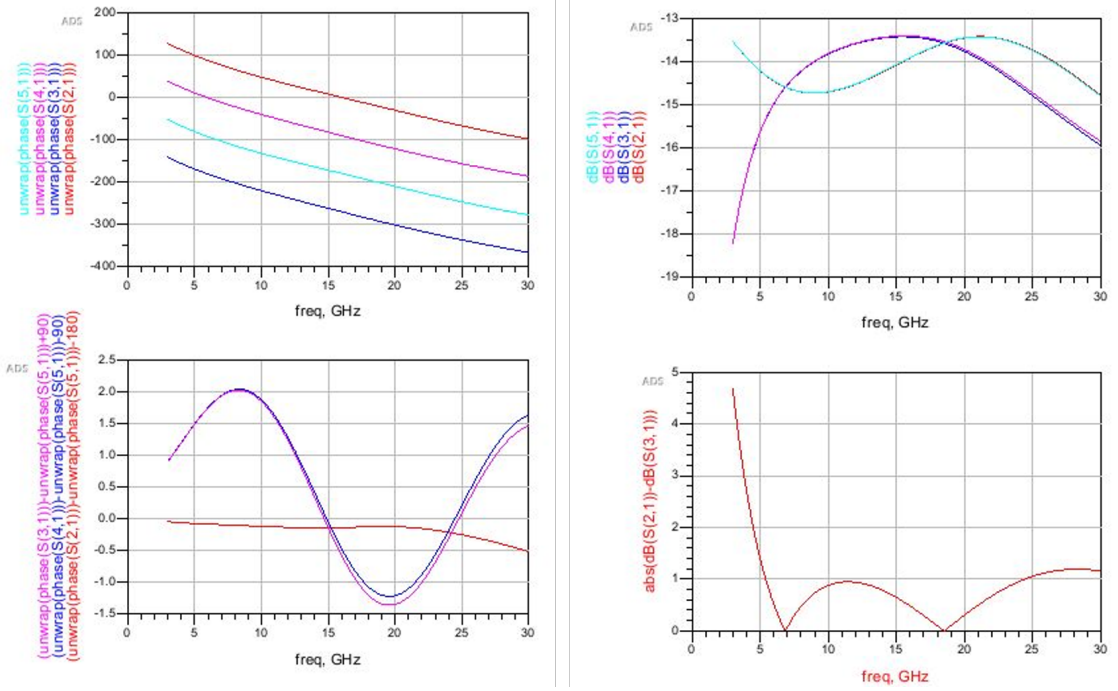 ADS
unwrap(phase(S(5,1)))
unwrap(phase(S(4,1)))
unwrap(phase(S(3,1)))
unwrap(phase(S(2,1)))
200
100
0
-100
-200
-300
-400
0 5 10 15 20 25 30
freq, GHz
ADS
dB(S(5,1))
dB(S(4,1))
dB(S(3,1))
dB(S(2,1))
-13
-14
-15
-16
-17
-18
-19
0 5 10 15 20 25 30
freq, GHz
ADS
(unwrap(phase(S(3,1)))-unwrap(phase(S(5,1)))+90)
(unwrap(phase(S(4,1)))-unwrap(phase(S(5,1)))-90)
(unwrap(phase(S(2,1)))-unwrap(phase(S(5,1)))-180)
2.5
2.0
1.5
1.0
0.5
0.0
-0.5
-1.0
-1.5
0 5 10 15 20 25 30
freq, GHz
ADS
abs(dB(S(2,1))-dB(S(3,1)))
5
4
3
2
1
0
0 5 10 15 20 25 30
freq, GHz